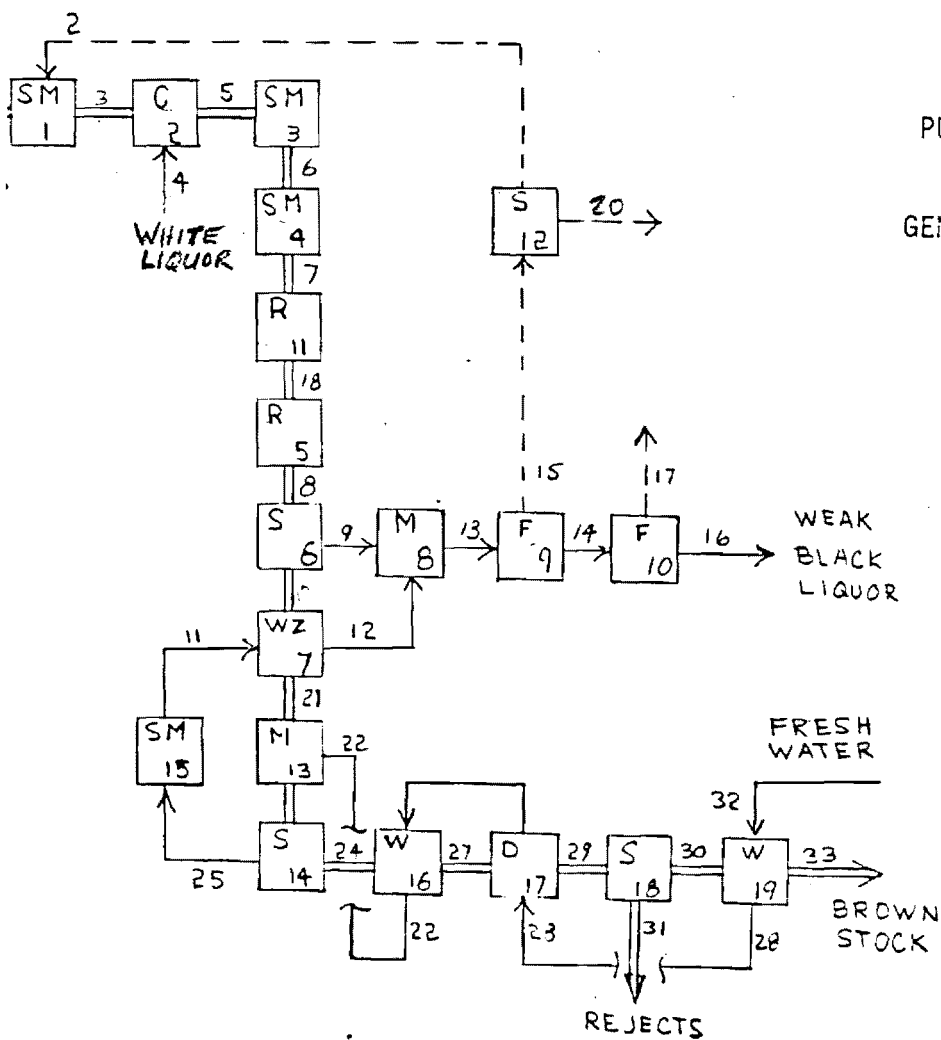 2
SM
1
3
C
2
5
SM
3
4
WHITE
LIQUOR
6
SM
4
7
R
11
18
R
5
8
S
6
9
M
8
13
F
9
14
F
10
16
WEAK
BLACK
LIQUOR
15
17
S
12
20
WZ
7
11
12
21
SM
15
M
13
22
25
S
14
24
W
16
22
27
D
17
23
29
S
18
31
REJECTS
30
W
19
28
32
FRESH
WATER
33
BROWN
STOCK